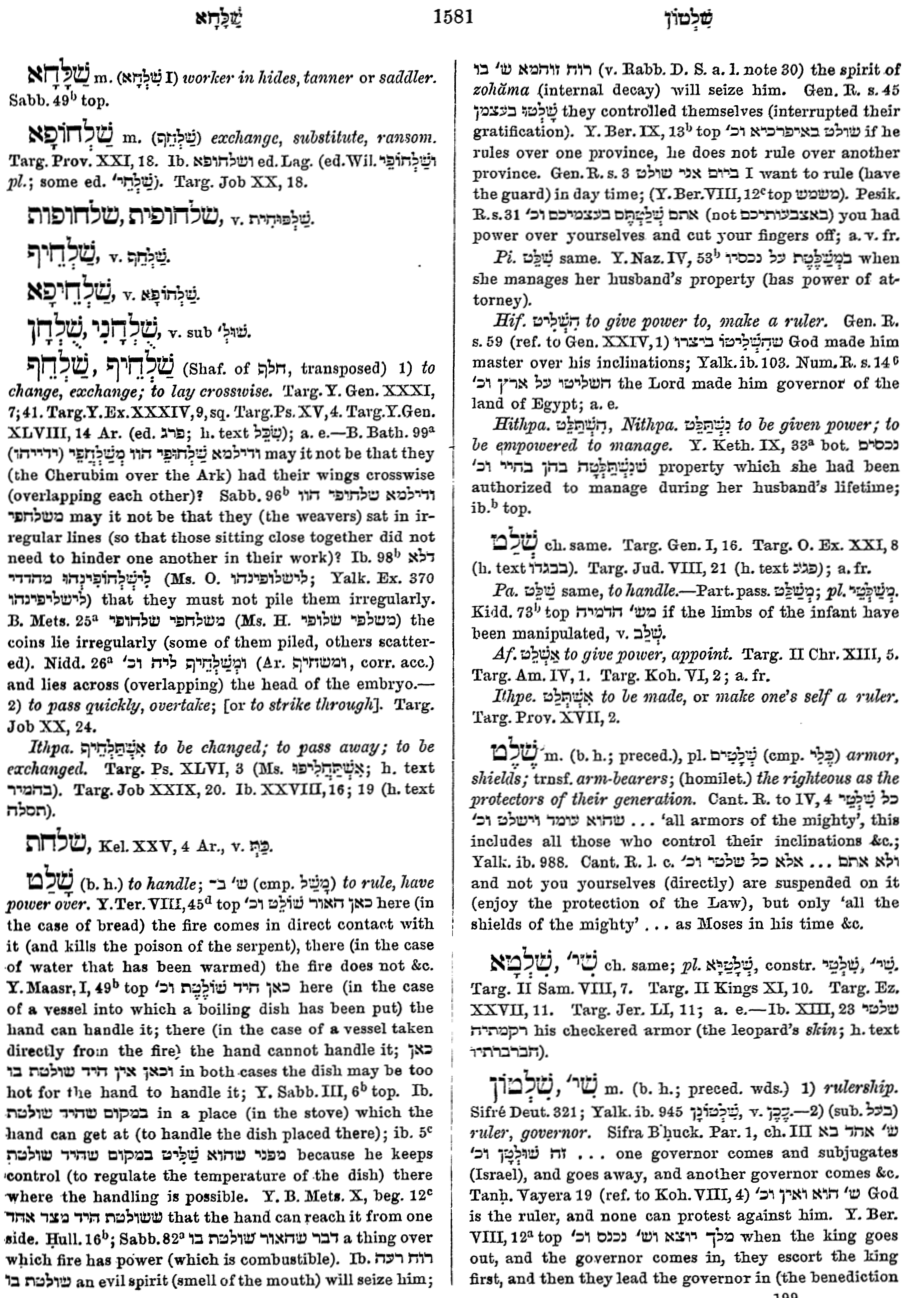 שַׁלָּחָא 1581 שִׁלְטוֹן
שַׁלָּחָא m. (שִׁלְחָא I) worker in hides, tanner or saddler.
Sabb. 49ᵇ top.
שַׁלְחוֹפָא m. (שַׁלְחֵף) exchange, substitute, ransom.
Targ. Prov. XXI, 18. Ib. ושלחופא ed. Lag. (ed. Wil. וְשַׁלְחוֹפֵי
pl.; some ed. שַׁלְחֵי׳). Targ. Job XX, 18.
שלחופית, שלחופות, v. שַׁלְפּוּחִית.
שַׁלְחֵיף, v. שַׁלְחֵף.
שַׁלְחֵיפָא, v. שַׁלְחוֹפָא.
שֻׁלְחָנִי, שֻׁלְחָן, v. sub שׁוּל׳.
שַׁלְחֵיף, שַׁלְחֵף (Shaf. of חלף, transposed) 1) to
change, exchange; to lay crosswise. Targ. Y. Gen. XXXI,
7; 41. Targ. Y. Ex. XXXIV, 9, sq. Targ. Ps. XV, 4. Targ. Y. Gen.
XLVIII, 14 Ar. (ed. פרג; h. text שִׂכֵּל); a. e.—B. Bath. 99ᵃ
ודילמא שַׁלְחוּפֵי הוו מְשַׁלְחֲפֵי (ידייהו) may it not be that they
(the Cherubim over the Ark) had their wings crosswise
(overlapping each other)? Sabb. 96ᵇ ודילמא שלחופי הוו
משלחפי may it not be that they (the weavers) sat in ir-
regular lines (so that those sitting close together did not
need to hinder one another in their work)? Ib. 98ᵇ דלא
לִישַׁלְחוֹפִינְהוּ מהדדי (Ms. O. לישלופינהו; Yalk. Ex. 370
לישליפינהו) that they must not pile them irregularly.
B. Mets. 25ᵃ משלחפי שלחופי (Ms. H. משלפי שלופי) the
coins lie irregularly (some of them piled, others scatter-
ed). Nidd. 26ᵃ וּמְשַׁלְחֵיף ליה וכ׳ (Ar. ומשחיף, corr. acc.)
and lies across (overlapping) the head of the embryo.—
2) to pass quickly, overtake; [or to strike through]. Targ.
Job XX, 24.
Ithpa. אִשְׁתַּלְחֵיף to be changed; to pass away; to be
exchanged. Targ. Ps. XLVI, 3 (Ms. אִשְׁתַּחֲלִיפוּ; h. text
בהמיר). Targ. Job XXIX, 20. Ib. XXVIII, 16; 19 (h. text
תסלה).
שלחת, Kel. XXV, 4 Ar., v. כַּת.
שָׁלַט (b. h.) to handle; ש׳ ב־ (cmp. מָשַׁל) to rule, have
power over. Y. Ter. VIII, 45ᵈ top כאן האור שׁוֹלֵט וכ׳ here (in
the case of bread) the fire comes in direct contact with
it (and kills the poison of the serpent), there (in the case
of water that has been warmed) the fire does not &c.
Y. Maasr. I, 49ᵇ top כאן היד שׁוֹלֶטֶת וכ׳ here (in the case
of a vessel into which a boiling dish has been put) the
hand can handle it; there (in the case of a vessel taken
directly from the fire) the hand cannot handle it; כאן
וכאן אין היד שולטת בו in both cases the dish may be too
hot for the hand to handle it; Y. Sabb. III, 6ᵇ top. Ib.
במקום שהיד שולטת in a place (in the stove) which the
hand can get at (to handle the dish placed there); ib. 5ᶜ
מפני שהוא שַׁלִּיט במקום שהיד שולטת because he keeps
control (to regulate the temperature of the dish) there
where the handling is possible. Y. B. Mets. X, beg. 12ᶜ
ששולטת היד מצד אחד that the hand can reach it from one
side. Ḥull. 16ᵇ; Sabb. 82ᵃ דבר שהאור שולטת בו a thing over
which fire has power (which is combustible). Ib. רוח רעה
שולטת בו an evil spirit (smell of the mouth) will seize him;
רוח זוהמא ש׳ בו (v. Rabb. D. S. a. l. note 30) the spirit of
zohăma (internal decay) will seize him. Gen. R. s. 45
שָׁלְטוּ בעצמן they controlled themselves (interrupted their
gratification). Y. Ber. IX, 13ᵇ top שולט באיפרכיא וכ׳ if he
rules over one province, he does not rule over another
province. Gen. R. s. 3 ביום אני שולט I want to rule (have
the guard) in day time; (Y. Ber. VIII, 12ᶜ top משמש). Pesik.
R. s. 31 אתם שְׁלַטְתֶּם בעצמיכם וכ׳ (not באצבעותיכם) you had
power over yourselves and cut your fingers off; a. v. fr.
Pi. שִׁלֵּט same. Y. Naz. IV, 53ᵇ במְשַׁלֶּטֶת על נכסיו when
she manages her husband's property (has power of at-
torney).
Hif. הִשְׁלִיט to give power to, make a ruler. Gen. R.
s. 59 (ref. to Gen. XXIV, 1) שהִשְׁלִיטוֹ ביצרו God made him
master over his inclinations; Yalk. ib. 103. Num. R. s. 14⁶
השליטו על ארץ וכ׳ the Lord made him governor of the
land of Egypt; a. e.
Hithpa. הִשְׁתַּלֵּט, Nithpa. נִשְׁתַּלֵּט to be given power; to
be empowered to manage. Y. Keth. IX, 33ᵃ bot. נכסים
שנִשְׁתַּלְּטָה בהן בחיי וכ׳ property which she had been
authorized to manage during her husband's lifetime;
ib.ᵇ top.
שְׁלַט ch. same. Targ. Gen. I, 16. Targ. O. Ex. XXI, 8
(h. text בבגדו). Targ. Jud. VIII, 21 (h. text פגע); a. fr.
Pa. שַׁלֵּט same, to handle.—Part. pass. מְשַׁלַּט; pl. מְשַׁלְּטֵי.
Kidd. 73ᵇ top מש׳ הדמיה if the limbs of the infant have
been manipulated, v. שְׁלַב.
Af. אַשְׁלֵט to give power, appoint. Targ. II Chr. XIII, 5.
Targ. Am. IV, 1. Targ. Koh. VI, 2; a. fr.
Ithpe. אִשְׁתְּלֵט to be made, or make one's self a ruler.
Targ. Prov. XVII, 2.
שֶׁלֶט m. (b. h.; preced.), pl. שְׁלָטִים (cmp. כְּלֵי) armor,
shields; trnsf. arm-bearers; (homilet.) the righteous as the
protectors of their generation. Cant. R. to IV, 4 כל שִׁלְטֵי
שהוא עומד וישלט וכ׳ ... 'all armors of the mighty', this
includes all those who control their inclinations &c.;
Yalk. ib. 988. Cant. R. l. c. ולא אתם ... אלא כל שלטי וכ׳
and not you yourselves (directly) are suspended on it
(enjoy the protection of the Law), but only 'all the
shields of the mighty' ... as Moses in his time &c.
שִׁלְטָא, שׁ׳ ch. same; pl. שִׁלְטַיָּא, constr. שִׁלְטֵי, שׁ׳.
Targ. II Sam. VIII, 7. Targ. II Kings XI, 10. Targ. Ez.
XXVII, 11. Targ. Jer. LI, 11; a. e.—Ib. XIII, 23 שלטי
רקמתיה his checkered armor (the leopard's skin; h. text
חברברתיו).
שִׁלְטוֹן, שׁ׳ m. (b. h.; preced. wds.) 1) rulership.
Sifré Deut. 321; Yalk. ib. 945 שִׁלְטוֹנָךְ, v. כֵּכֶן.—2) (sub. בעל)
ruler, governor. Sifra B'ḥuck. Par. 1, ch. III ש׳ אחד בא
זה שׁוּלְטָן וכ׳ ... one governor comes and subjugates
(Israel), and goes away, and another governor comes &c.
Tanḥ. Vayera 19 (ref. to Koh. VIII, 4) ש׳ הוא ואין וכ׳ God
is the ruler, and none can protest against him. Y. Ber.
VIII, 12ᵃ top מלך יוצא וש׳ נכנס וכ׳ when the king goes
out, and the governor comes in, they escort the king
first, and then they lead the governor in (the benediction